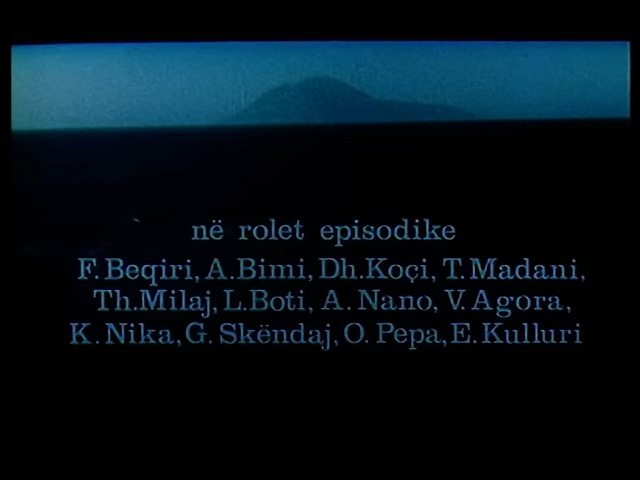 në rolet episodike
F. Beqiri, A. Bimi, Dh. Koçi, T. Madani,
Th. Milaj, L. Boti, A. Nano, V. Agora,
K. Nika, G. Skëndaj, O. Pepa, E. Kulluri